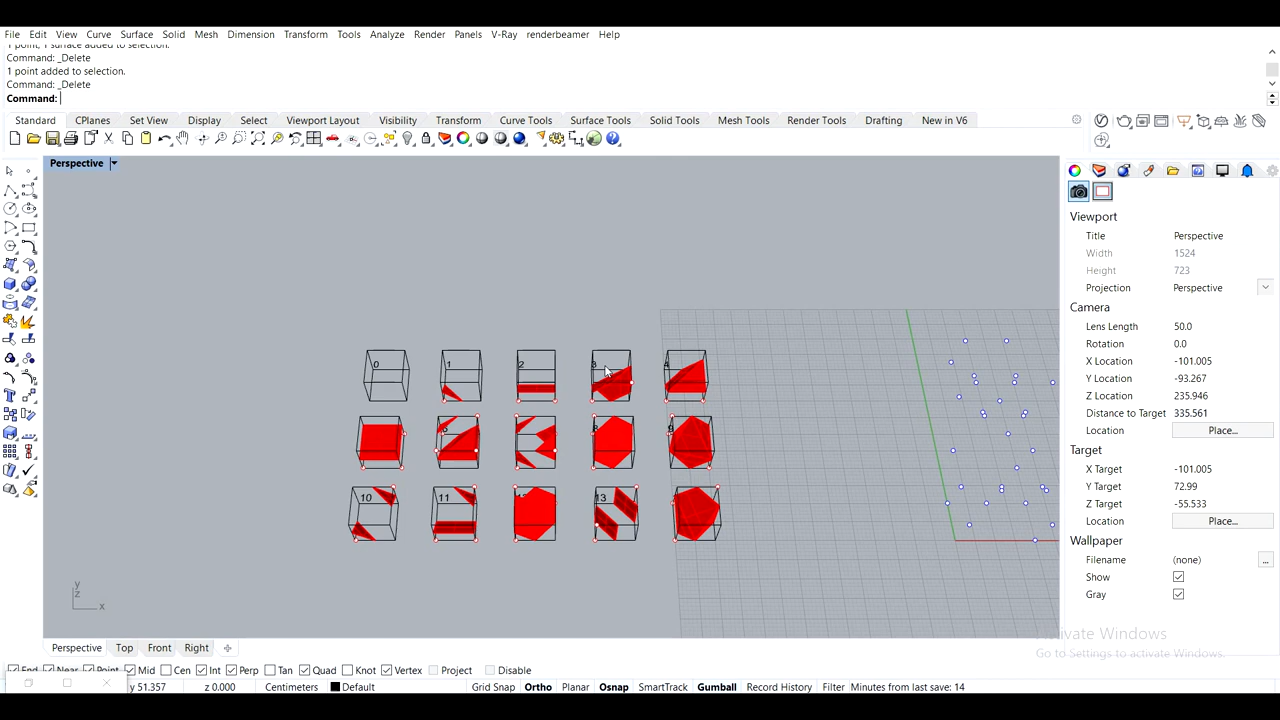 File Edit View Curve Surface Solid Mesh Dimension Transform Tools Analyze Render Panels V-Ray renderbeamer Help
1 point, 1 surface added to selection.
Command: _Delete
1 point added to selection.
Command: _Delete
Command:
Standard CPlanes Set View Display Select Viewport Layout Visibility Transform Curve Tools Surface Tools Solid Tools Mesh Tools Render Tools Drafting New in V6
Perspective
Viewport
Title Perspective
Width 1524
Height 723
Projection Perspective
Camera
Lens Length 50.0
Rotation 0.0
X Location -101.005
Y Location -93.267
Z Location 235.946
Distance to Target 335.561
Location Place...
Target
X Target -101.005
Y Target 72.99
Z Target -55.533
Location Place...
Wallpaper
Filename (none) ...
Show
Gray
0 1 2 3 4
8
10 11 13
y
z
x
Activate Windows
Go to Settings to activate Windows.
Perspective Top Front Right
End Near Point Mid Cen Int Perp Tan Quad Knot Vertex Project Disable
y 51.357 z 0.000 Centimeters Default Grid Snap Ortho Planar Osnap SmartTrack Gumball Record History Filter Minutes from last save: 14